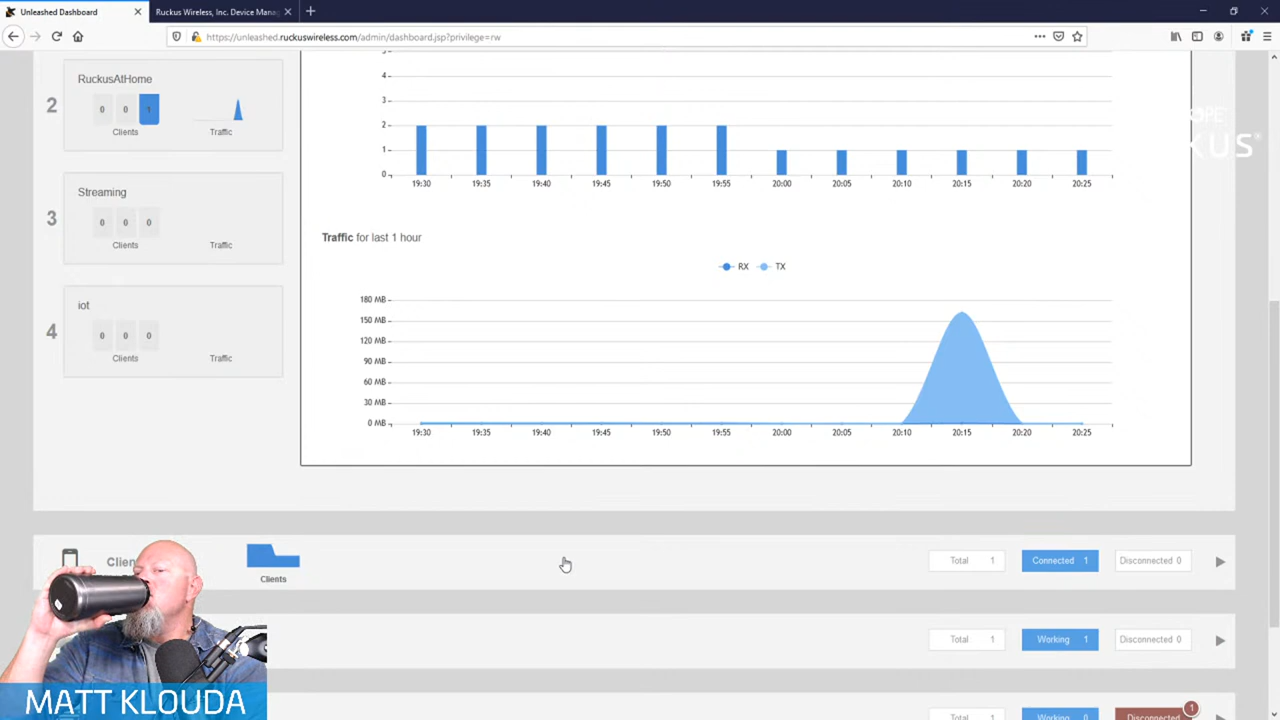 Unleashed Dashboard
Ruckus Wireless, Inc. Device Mana
https://unleashed.ruckuswireless.com/admin/dashboard.jsp?privilege=rw
2
RuckusAtHome
0 0 1
Clients Traffic
3
Streaming
0 0 0
Clients Traffic
4
iot
0 0 0
Clients Traffic
4
3
2
1
0
19:30 19:35 19:40 19:45 19:50 19:55 20:00 20:05 20:10 20:15 20:20 20:25
KUS
Traffic for last 1 hour
RX TX
180 MB
150 MB
120 MB
90 MB
60 MB
30 MB
0 MB
19:30 19:35 19:40 19:45 19:50 19:55 20:00 20:05 20:10 20:15 20:20 20:25
Clien
Clients
Total 1 Connected 1 Disconnected 0
Total 1 Working 1 Disconnected 0
Total 1 Working 0 Disconnected 1
MATT KLOUDA